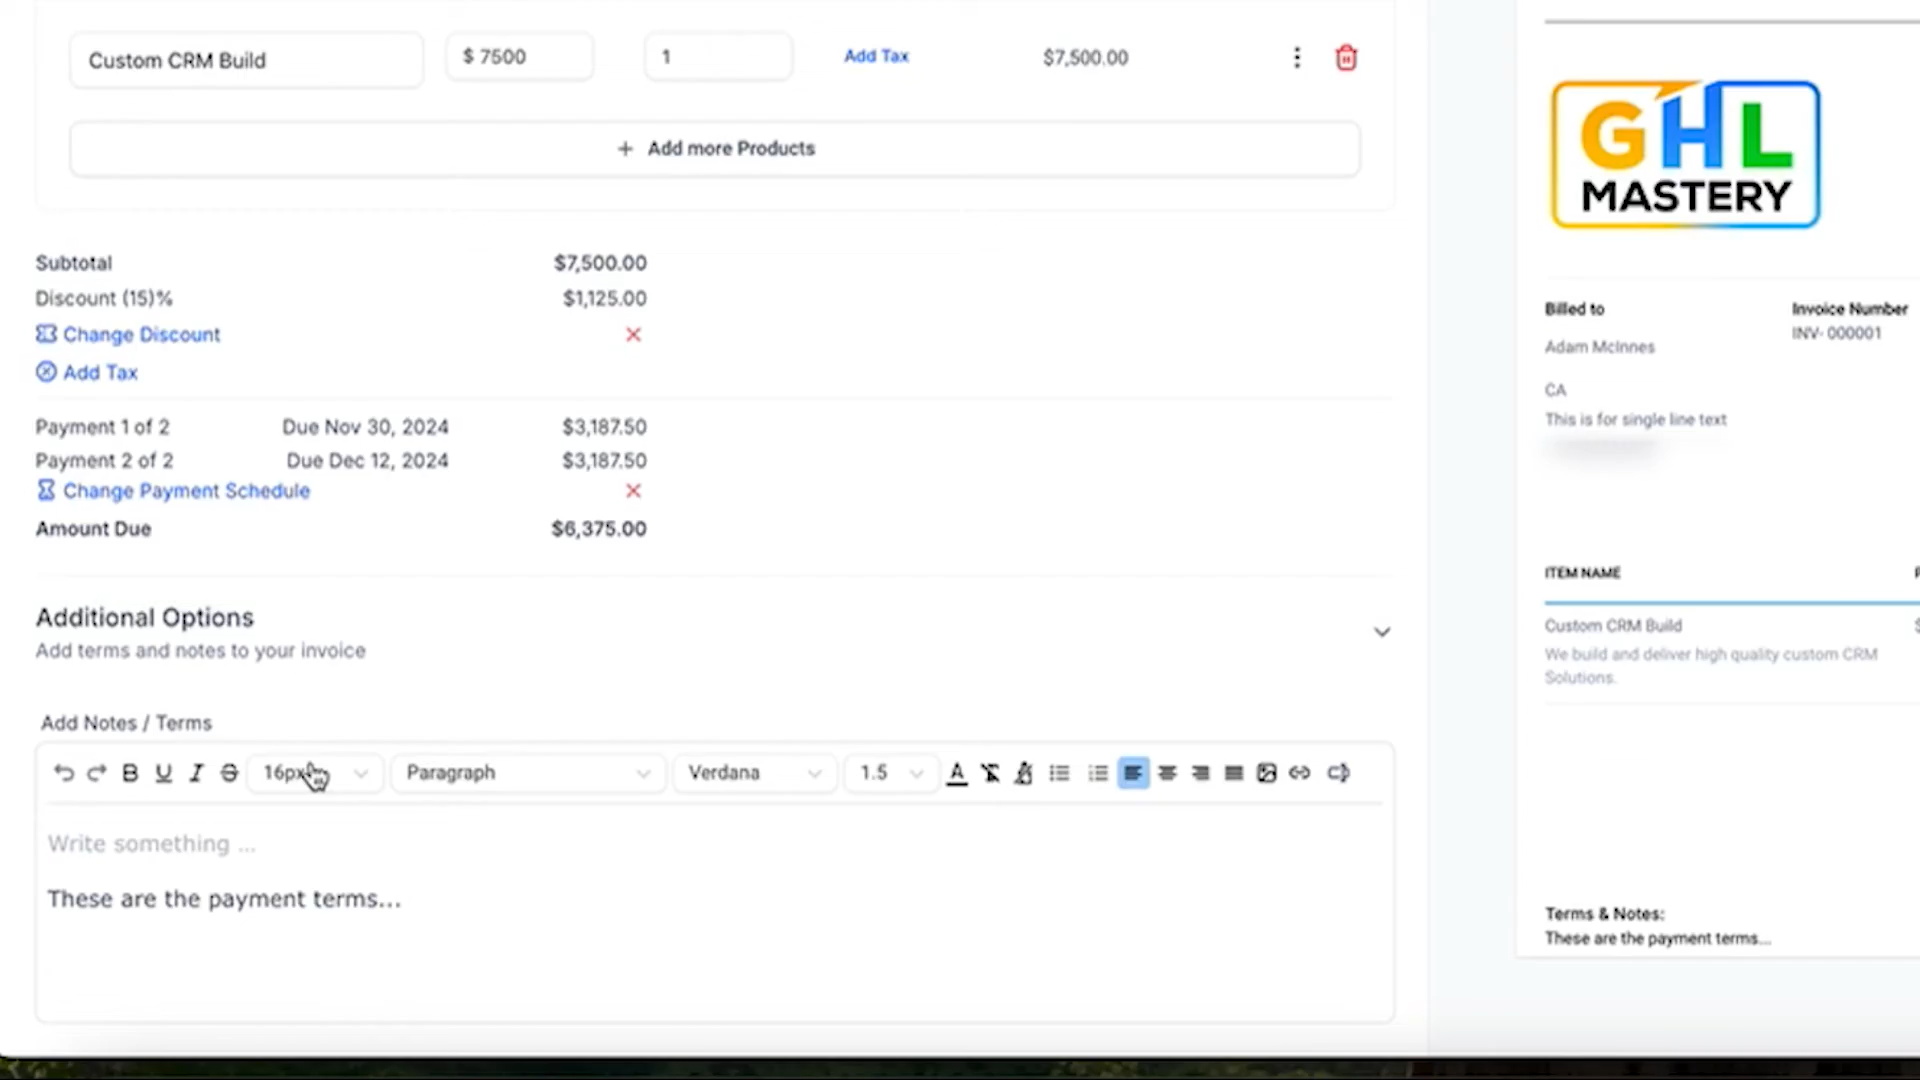 Custom CRM Build $ 7500 1 Add Tax $7,500.00
+ Add more Products
Subtotal $7,500.00
Discount (15)% $1,125.00
Change Discount
Add Tax
Payment 1 of 2 Due Nov 30, 2024 $3,187.50
Payment 2 of 2 Due Dec 12, 2024 $3,187.50
Change Payment Schedule
Amount Due $6,375.00
Additional Options
Add terms and notes to your invoice
Add Notes / Terms
B U I S 16px Paragraph Verdana 1.5 A
Write something ...
These are the payment terms...
GHL
MASTERY
Billed to Invoice Number
Adam McInnes INV- 000001
CA
This is for single line text
ITEM NAME
Custom CRM Build
We build and deliver high quality custom CRM
Solutions.
Terms & Notes:
These are the payment terms...